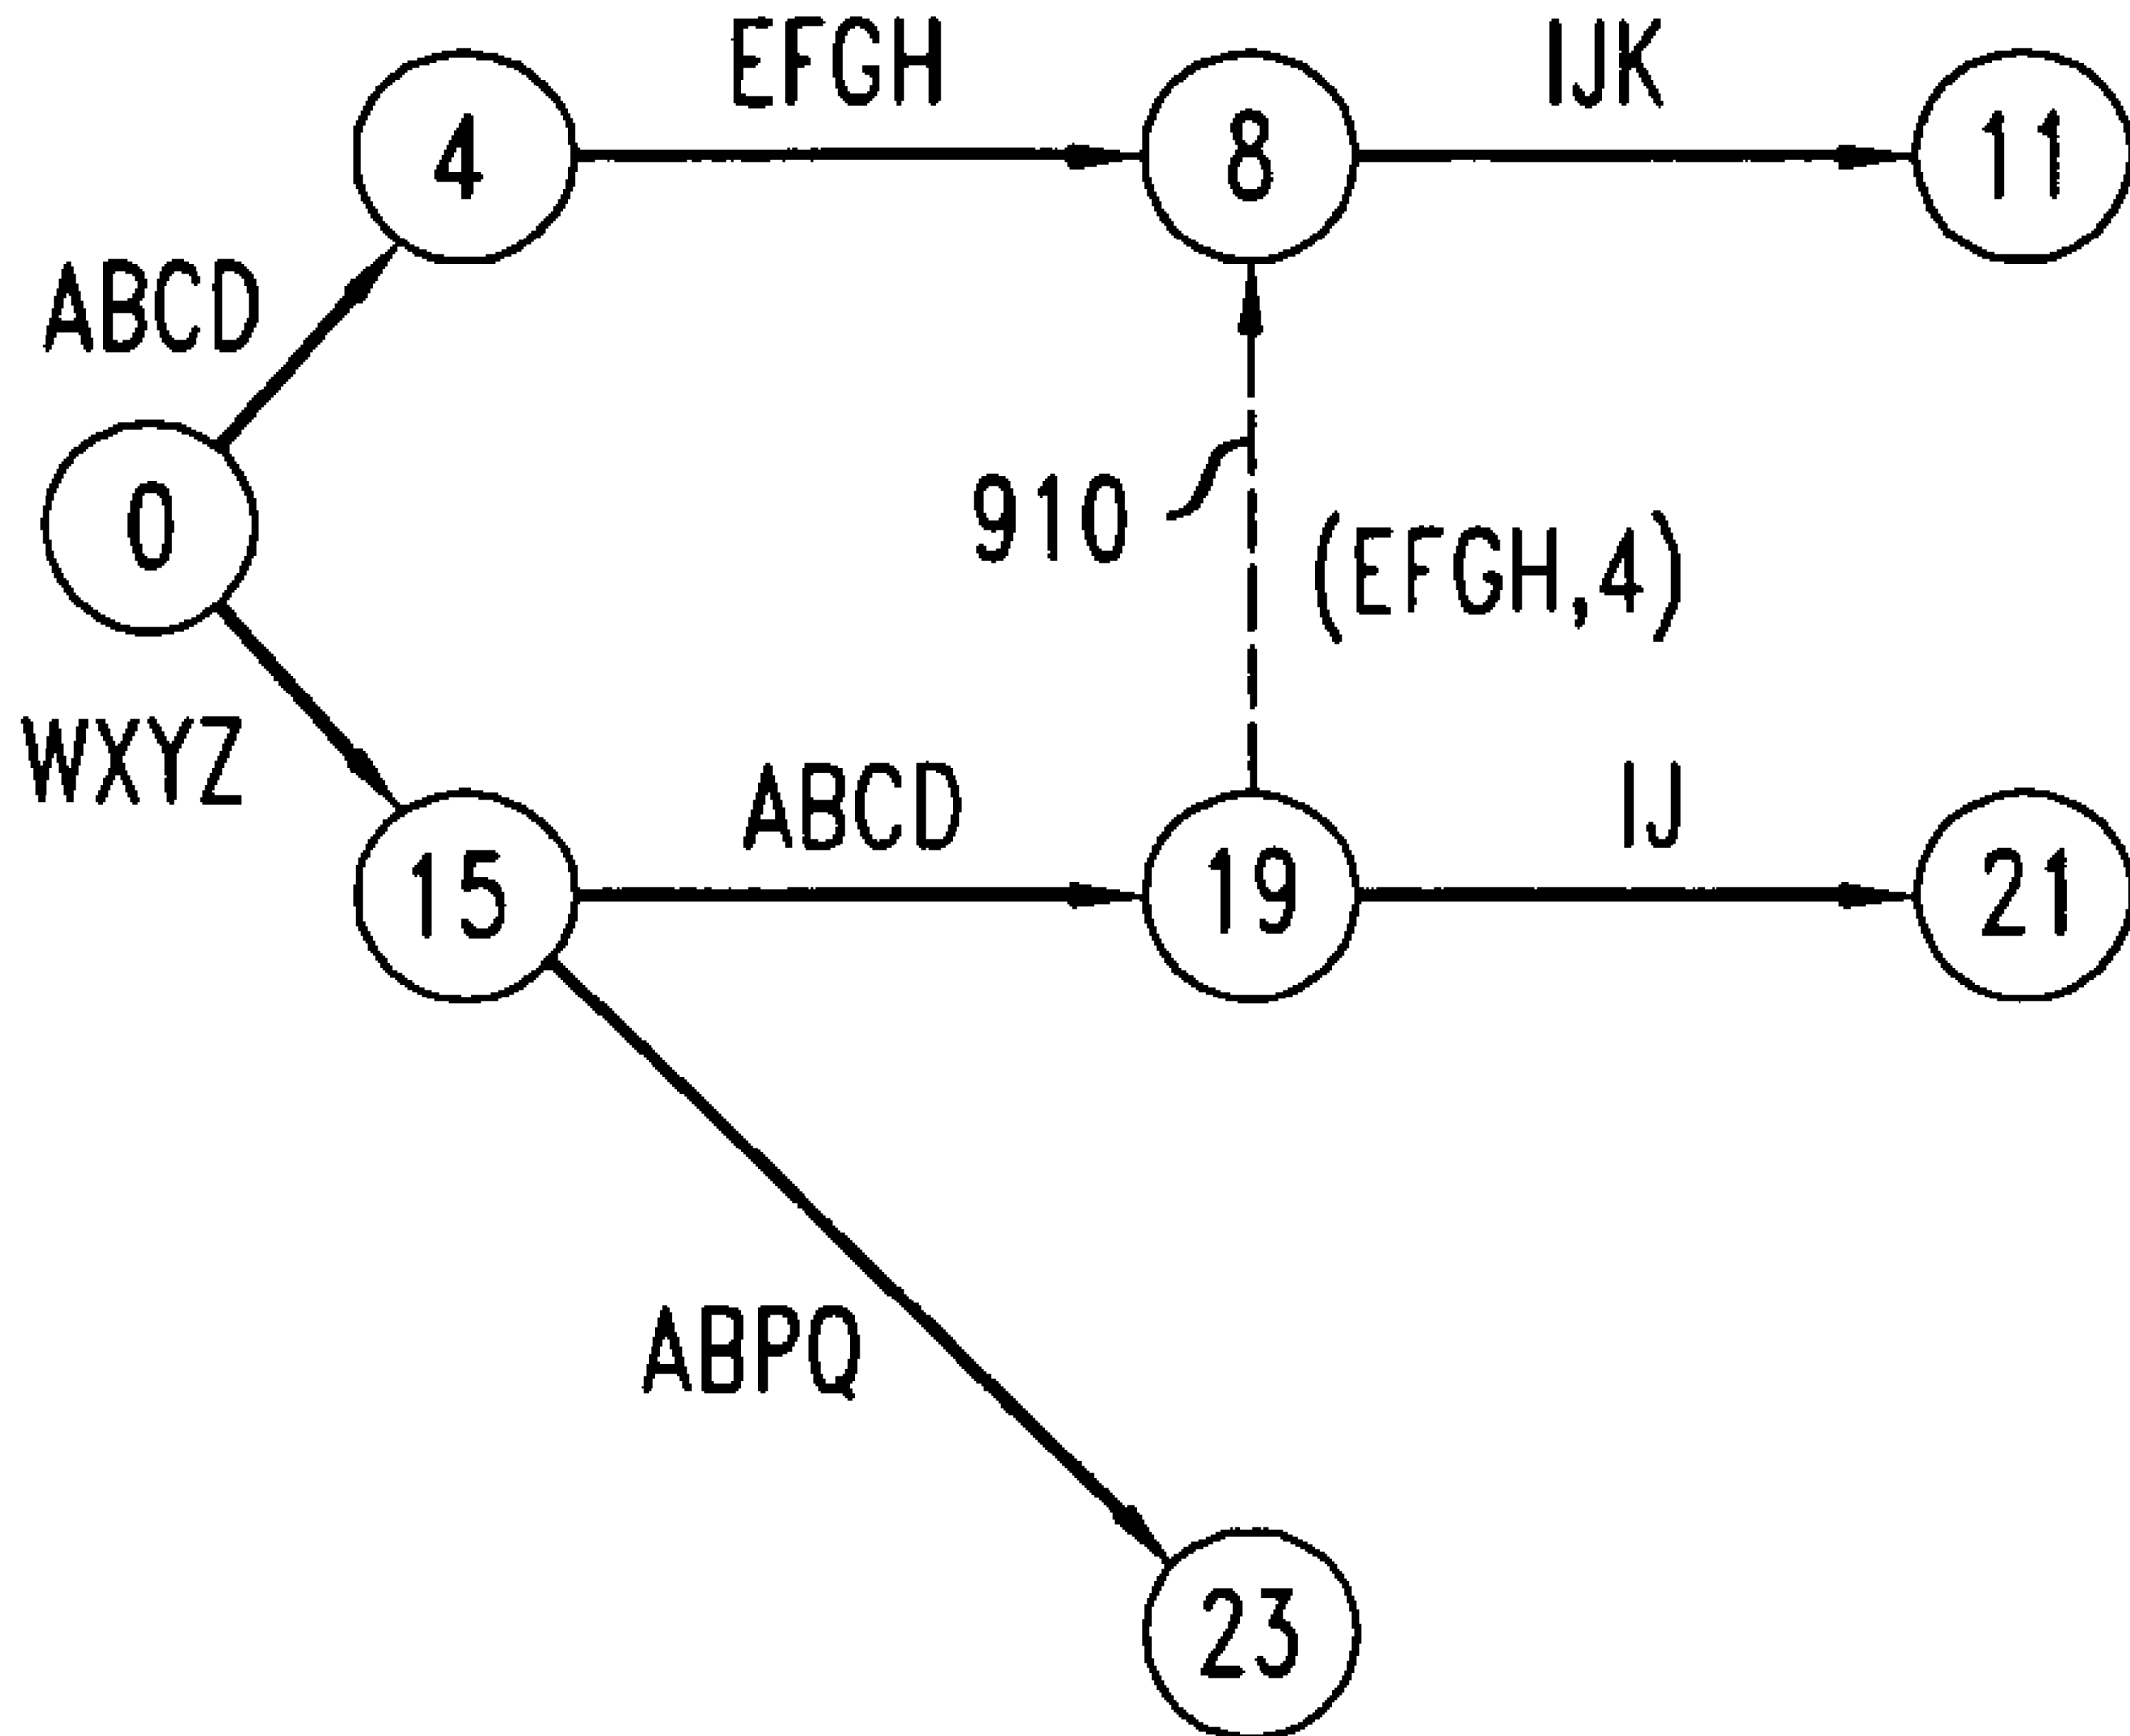 EFGH
IJK
4
8
11
ABCD
0
910
(EFGH,4)
WXYZ
ABCD
IJ
15
19
21
ABPQ
23